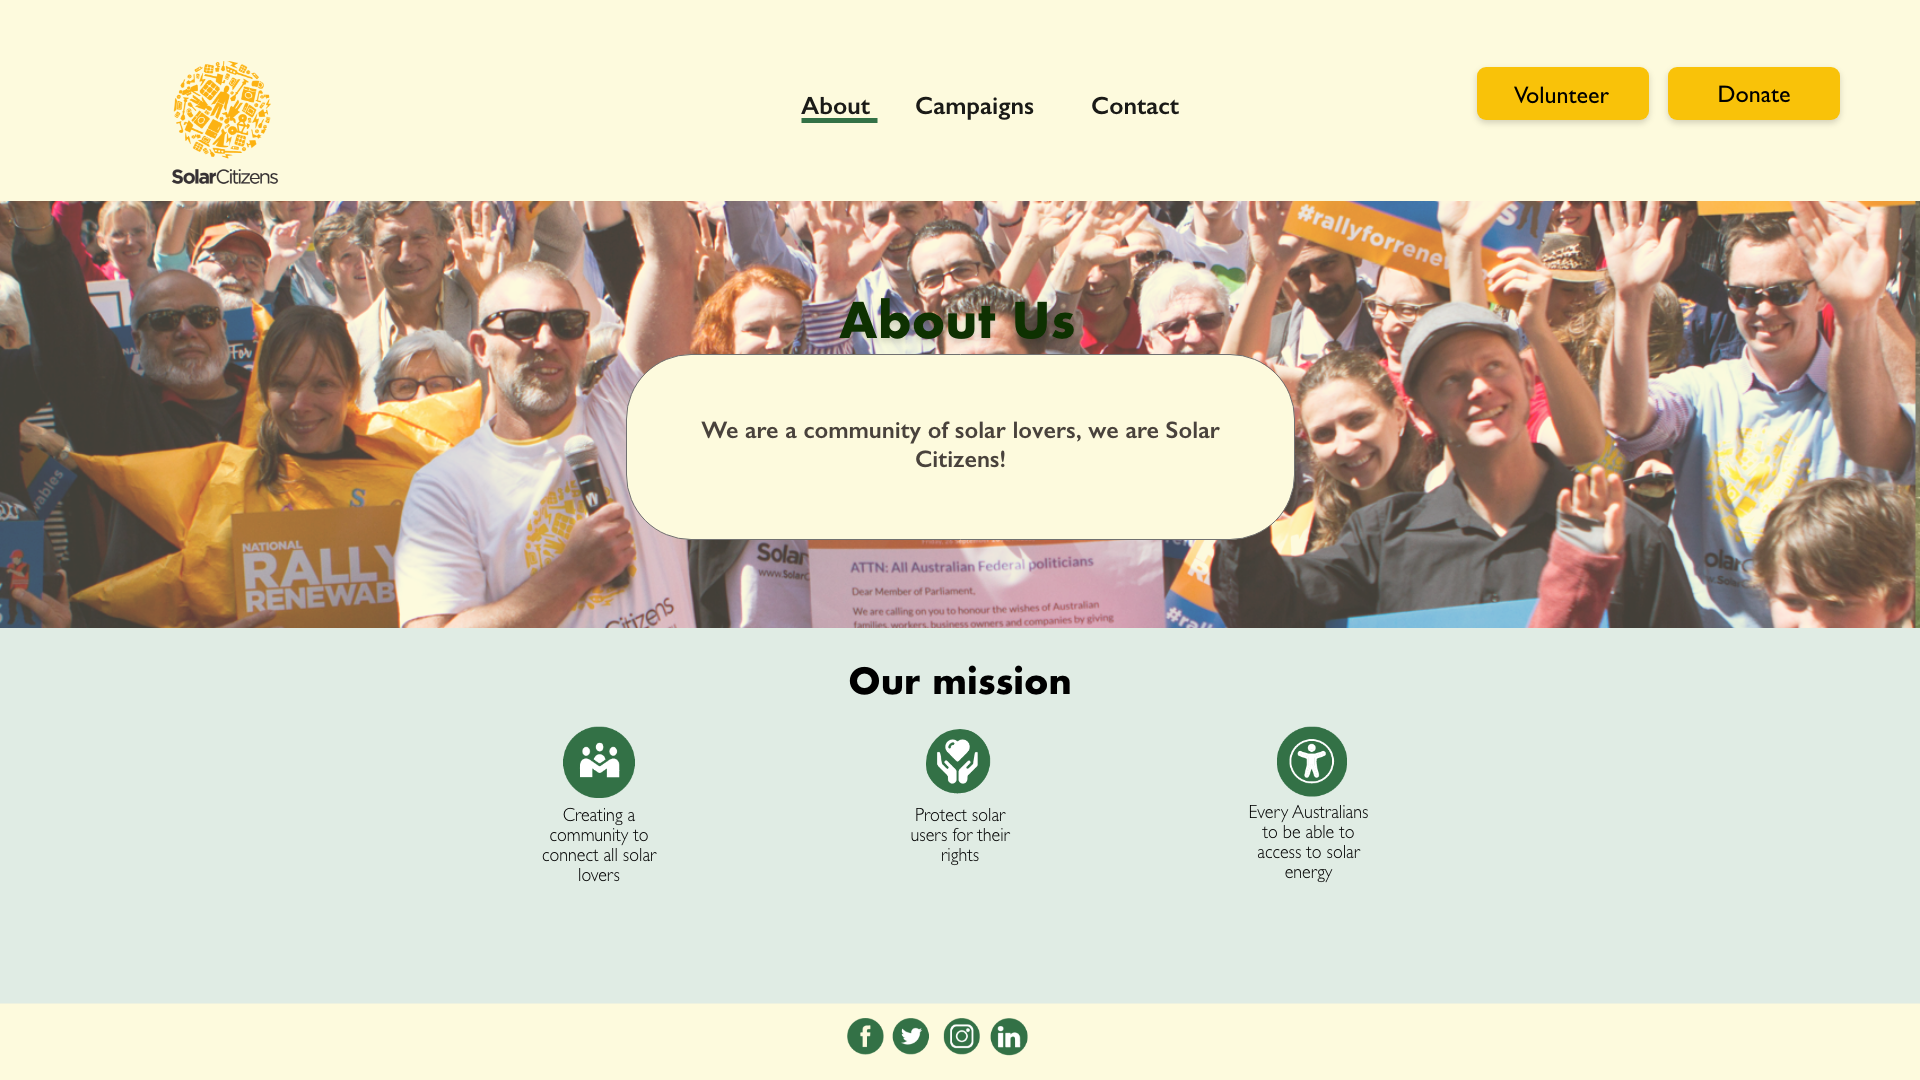 About
Campaigns
Contact
Volunteer
Donate
SolarCitizens
#rallyforrene
About Us
We are a community of solar lovers, we are Solar
Citizens!
For
NATIONAL
RALLY
RENEWAB
Solar
www.Solar
Citizens
ATTN: All Australian Federal politicians
Dear Member of Parliament,
We are calling on you to honour the wishes of Australian
families, workers, business owners and companies by giving
Our mission
Creating a
community to
connect all solar
lovers
Protect solar
users for their
rights
Every Australians
to be able to
access to solar
energy